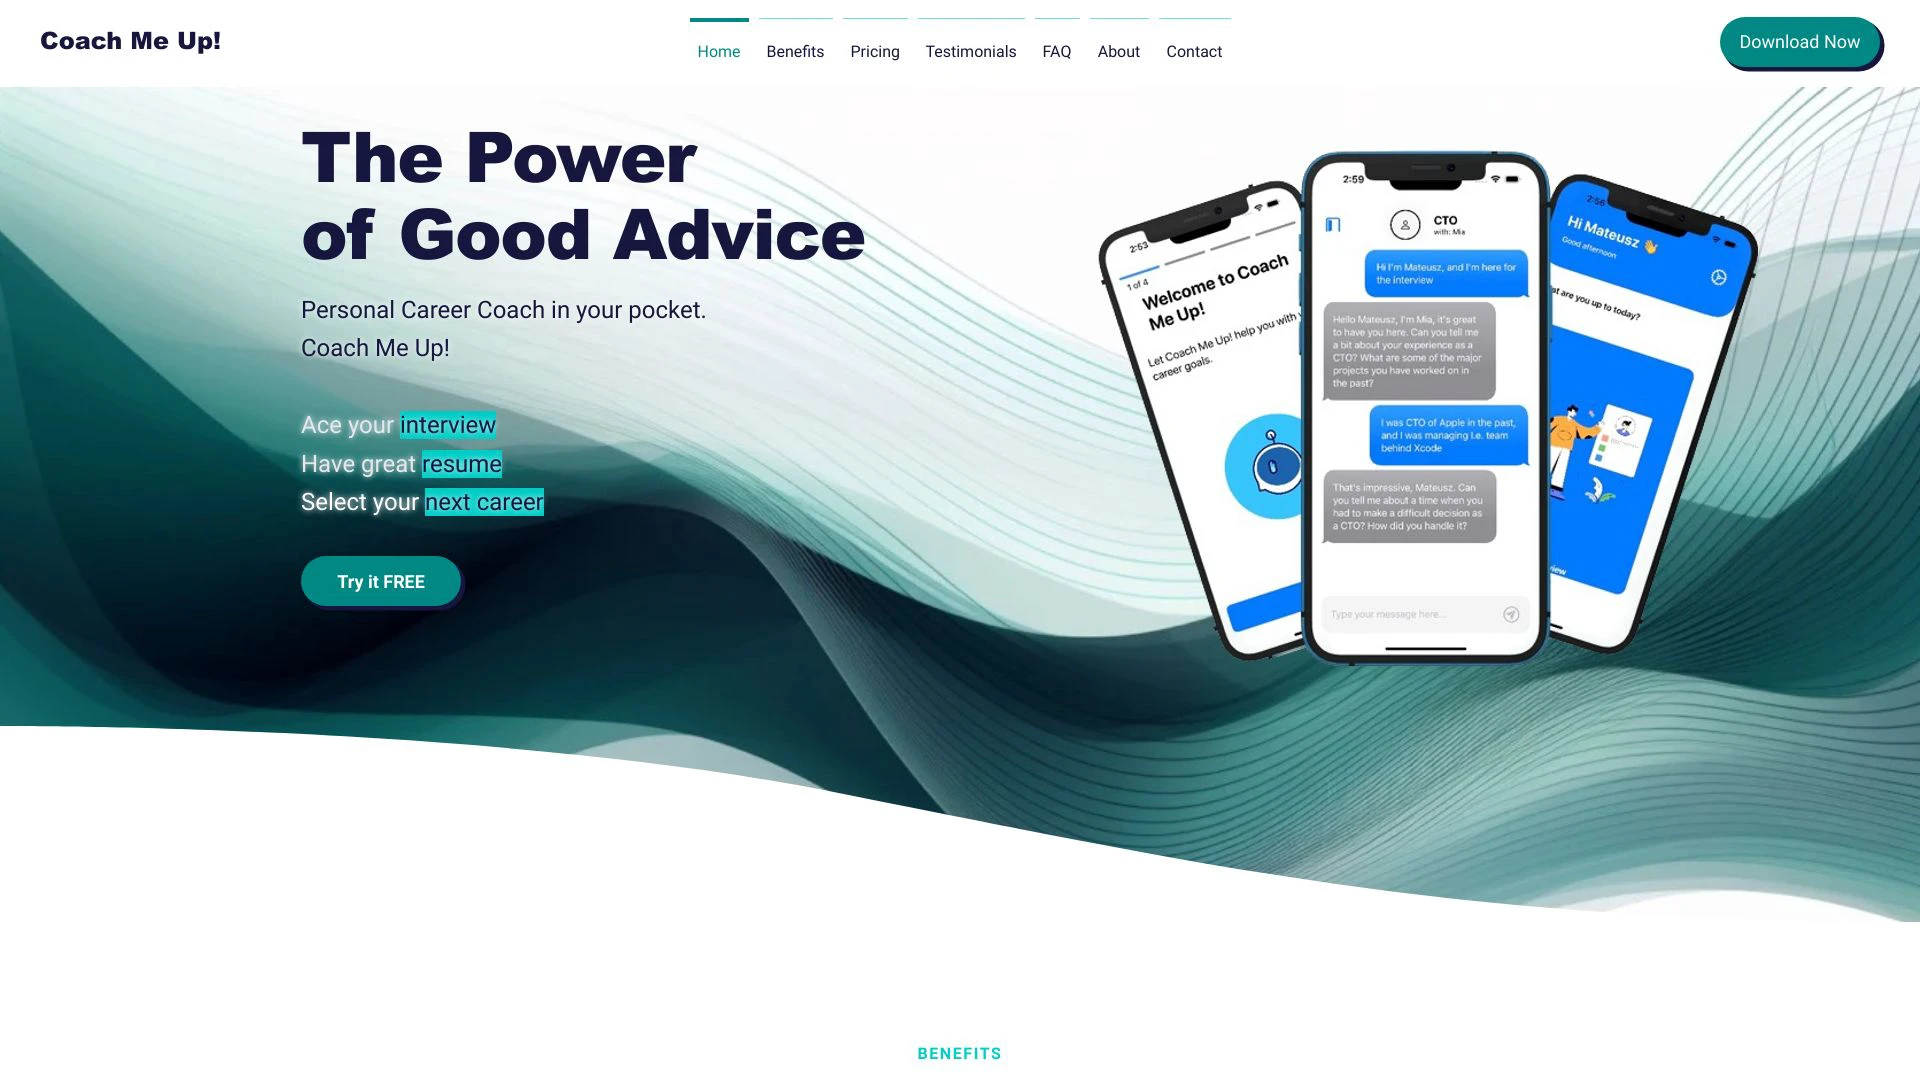 Coach Me Up!
Home
Benefits
Pricing
Testimonials
FAQ
About
Contact
Download Now
The Power
of Good Advice
Personal Career Coach in your pocket.
Coach Me Up!
Ace your interview
Have great resume
Select your next career
Try it FREE
2:53
1 of 4
Welcome to Coach
Me Up!
Let Coach Me Up! help you with
career goals.
2:59
CTO
with: Mia
Hi I'm Mateusz, and I'm here for
the interview
Hello Mateusz, I'm Mia, it's great
to have you here. Can you tell me
a bit about your experience as a
CTO? What are some of the major
projects you have worked on in
the past?
I was CTO of Apple in the past,
and I was managing i.e. team
behind Xcode
That's impressive, Mateusz. Can
you tell me about a time when you
had to make a difficult decision as
a CTO? How did you handle it?
Type your message here...
2:56
Hi Mateusz 👋
Good afternoon
are you up to today?
BENEFITS